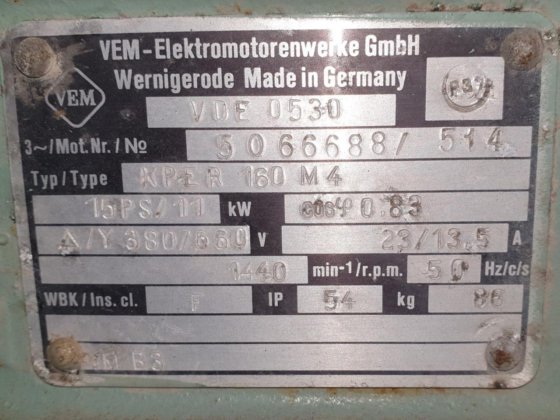 VEM-Elektromotorenwerke GmbH
Wernigerode Made in Germany
VEM
VDE 0530
3~/Mot.Nr./№ 5066688/ 514
Typ/Type KPER 160 M4
15PS/11 kW cosφ 0.83
Δ/Y 380/660 V 23/13.5 A
1440 min-1/r.p.m. 50 Hz/c/s
WBK/Ins. cl. F IP 54 kg 86
B3